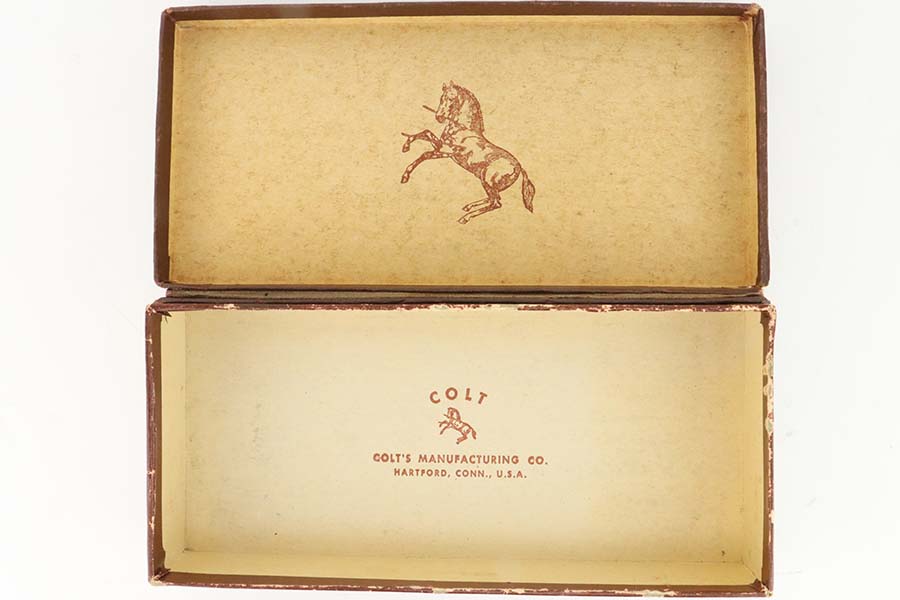 COLT
COLT'S MANUFACTURING CO.
HARTFORD, CONN., U.S.A.